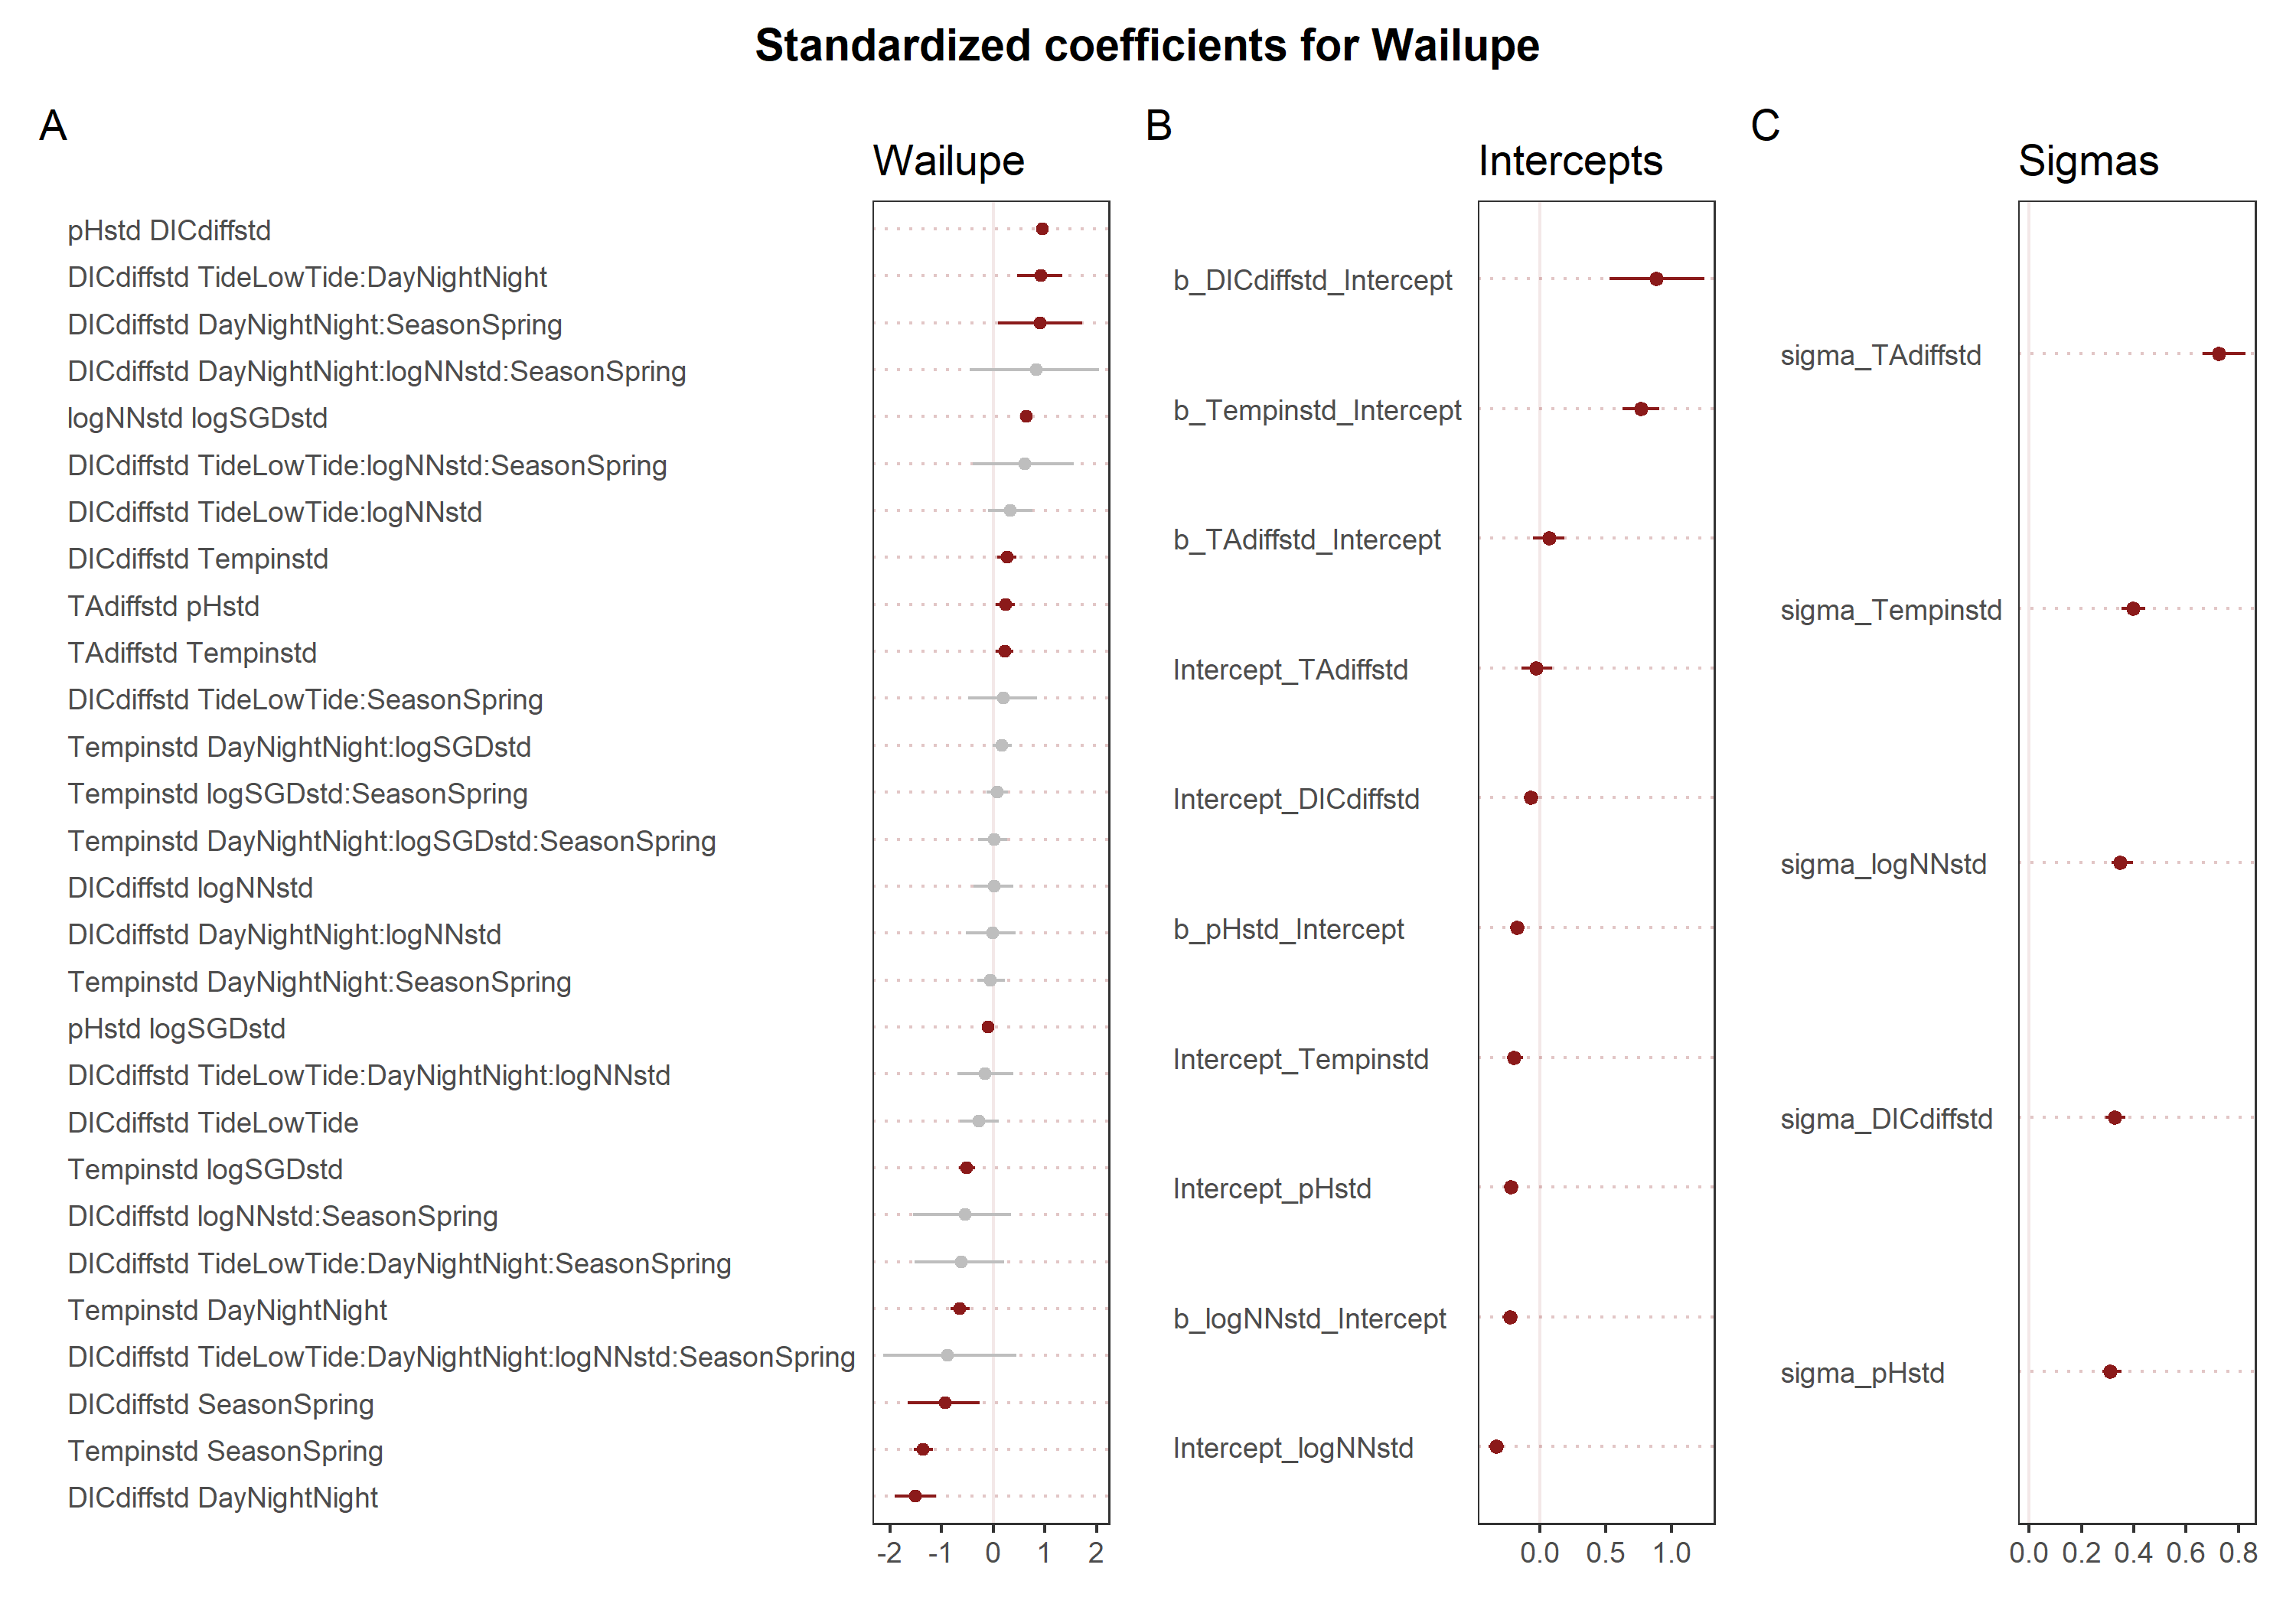 Standardized coefficients for Wailupe
A
Wailupe
pHstd DICdiffstd
DICdiffstd TideLowTide:DayNightNight
DICdiffstd DayNightNight:SeasonSpring
DICdiffstd DayNightNight:logNNstd:SeasonSpring
logNNstd logSGDstd
DICdiffstd TideLowTide:logNNstd:SeasonSpring
DICdiffstd TideLowTide:logNNstd
DICdiffstd Tempinstd
TAdiffstd pHstd
TAdiffstd Tempinstd
DICdiffstd TideLowTide:SeasonSpring
Tempinstd DayNightNight:logSGDstd
Tempinstd logSGDstd:SeasonSpring
Tempinstd DayNightNight:logSGDstd:SeasonSpring
DICdiffstd logNNstd
DICdiffstd DayNightNight:logNNstd
Tempinstd DayNightNight:SeasonSpring
pHstd logSGDstd
DICdiffstd TideLowTide:DayNightNight:logNNstd
DICdiffstd TideLowTide
Tempinstd logSGDstd
DICdiffstd logNNstd:SeasonSpring
DICdiffstd TideLowTide:DayNightNight:SeasonSpring
Tempinstd DayNightNight
DICdiffstd TideLowTide:DayNightNight:logNNstd:SeasonSpring
DICdiffstd SeasonSpring
Tempinstd SeasonSpring
DICdiffstd DayNightNight
-2 -1 0 1 2
B
Intercepts
b_DICdiffstd_Intercept
b_Tempinstd_Intercept
b_TAdiffstd_Intercept
Intercept_TAdiffstd
Intercept_DICdiffstd
b_pHstd_Intercept
Intercept_Tempinstd
Intercept_pHstd
b_logNNstd_Intercept
Intercept_logNNstd
0.0 0.5 1.0
C
Sigmas
sigma_TAdiffstd
sigma_Tempinstd
sigma_logNNstd
sigma_DICdiffstd
sigma_pHstd
0.0 0.2 0.4 0.6 0.8